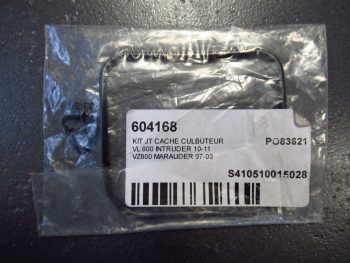 604168
KIT JT CACHE CULBUTEUR
VL 800 INTRUDER 10-11 PO83621
VZ800 MARAUDER 97-03
S410510015028